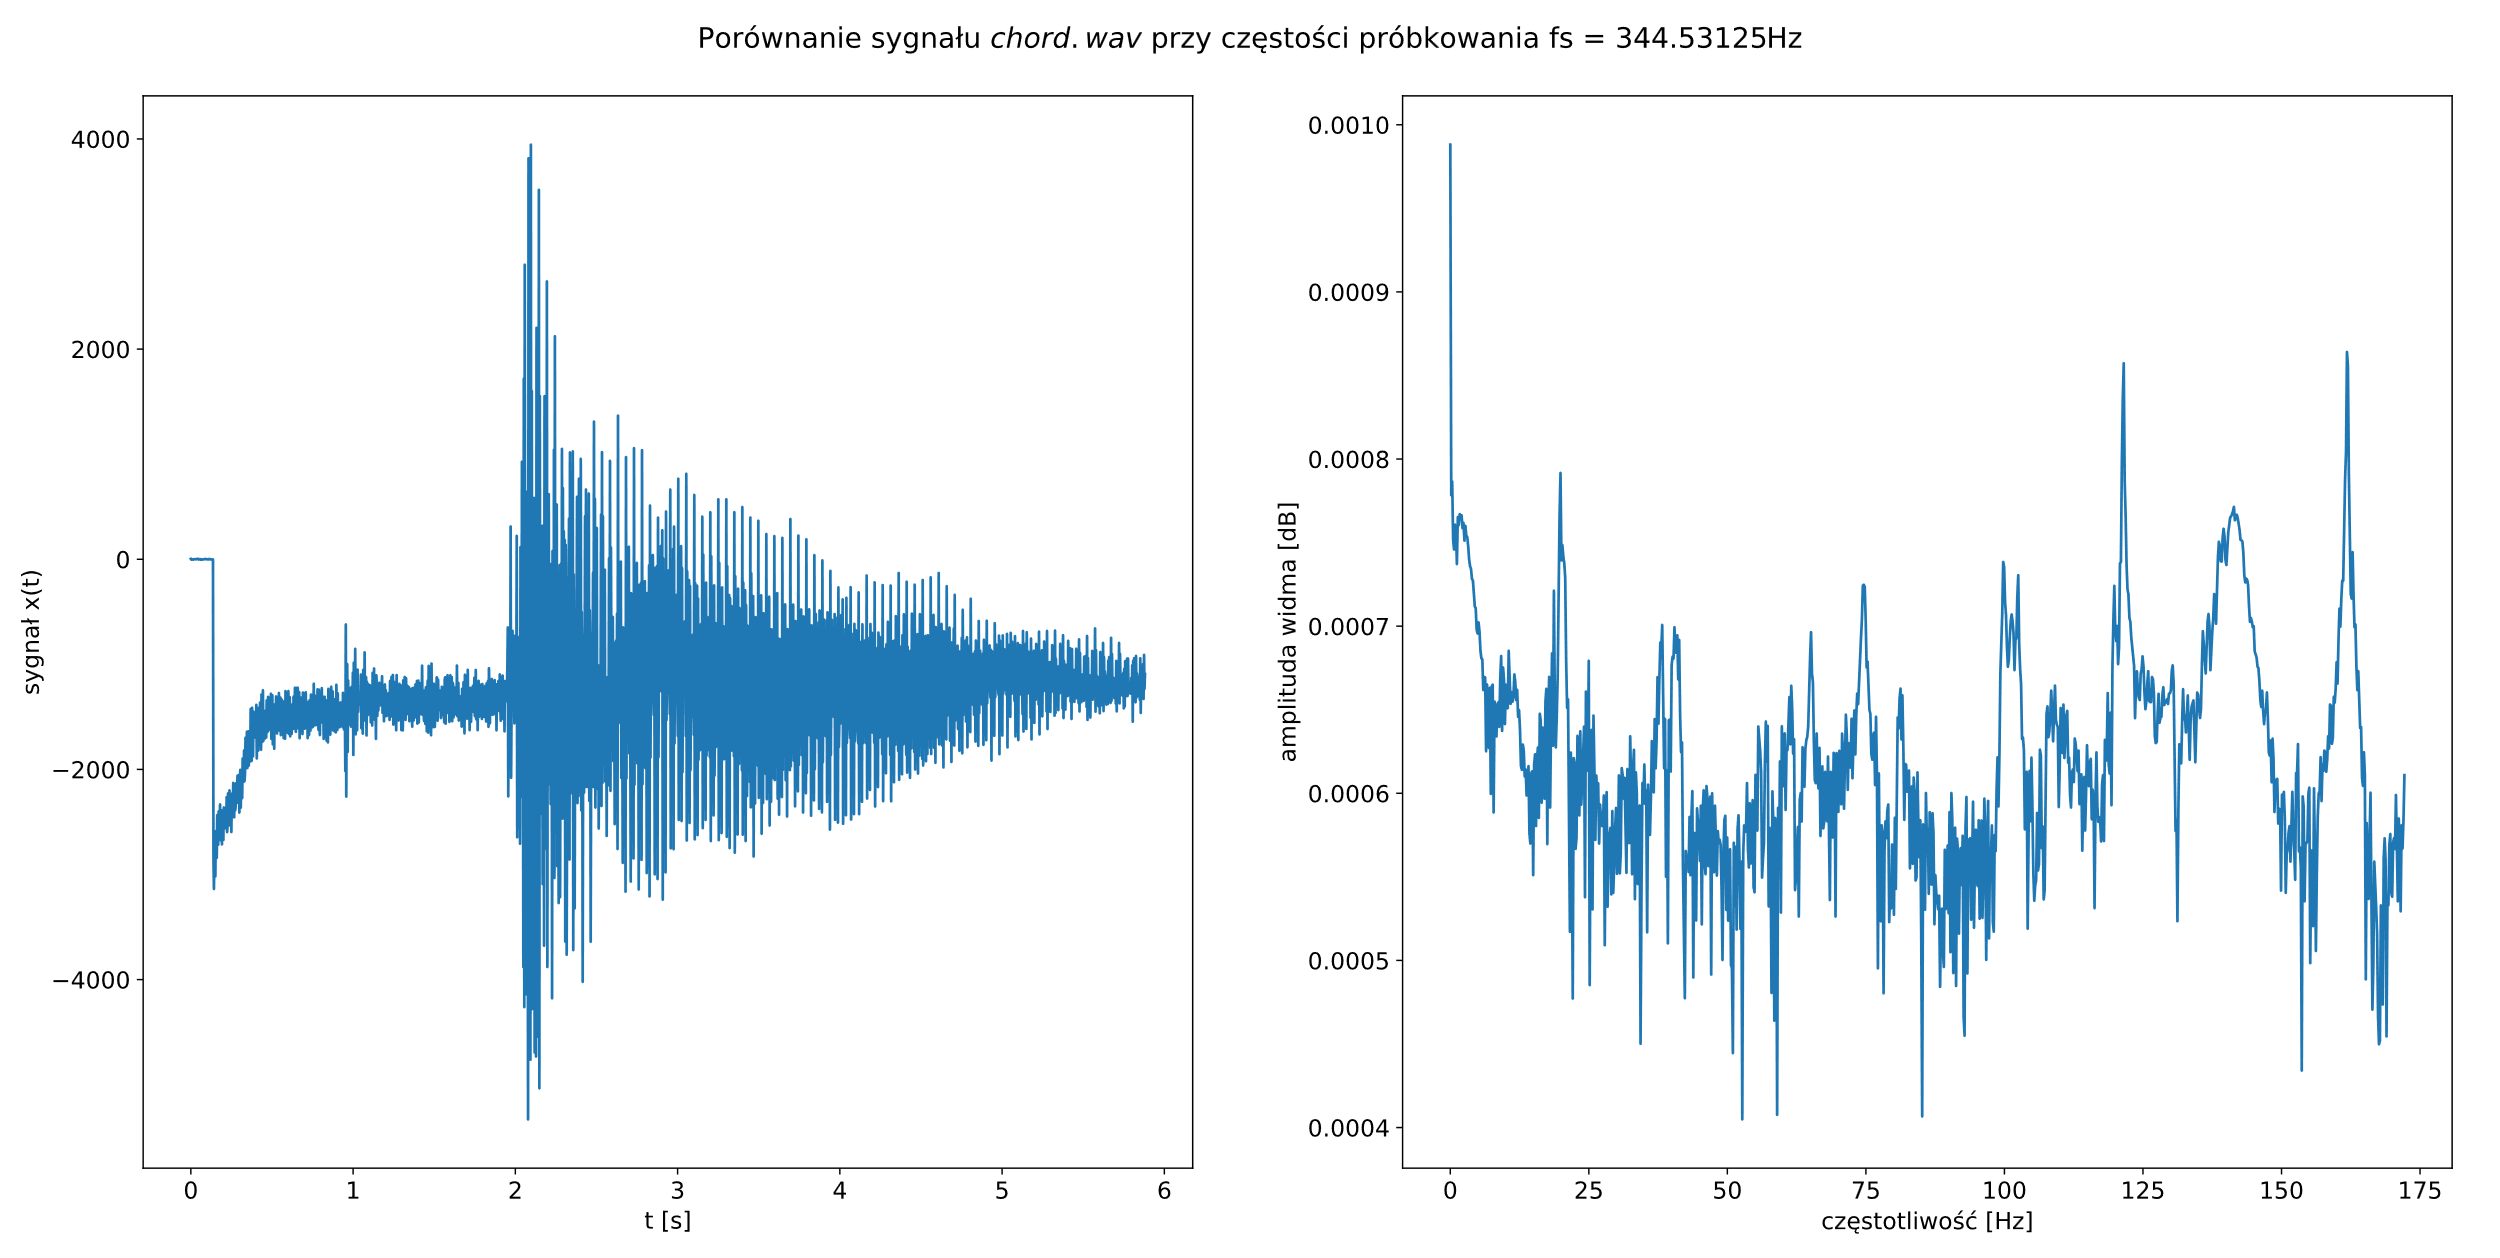 Porównanie sygnału chord.wav przy częstości próbkowania fs = 344.53125Hz
4000
2000
0
−2000
−4000
sygnał x(t)
0 1 2 3 4 5 6
t [s]
0.0010
0.0009
0.0008
0.0007
0.0006
0.0005
0.0004
amplituda widma [dB]
0 25 50 75 100 125 150 175
częstotliwość [Hz]